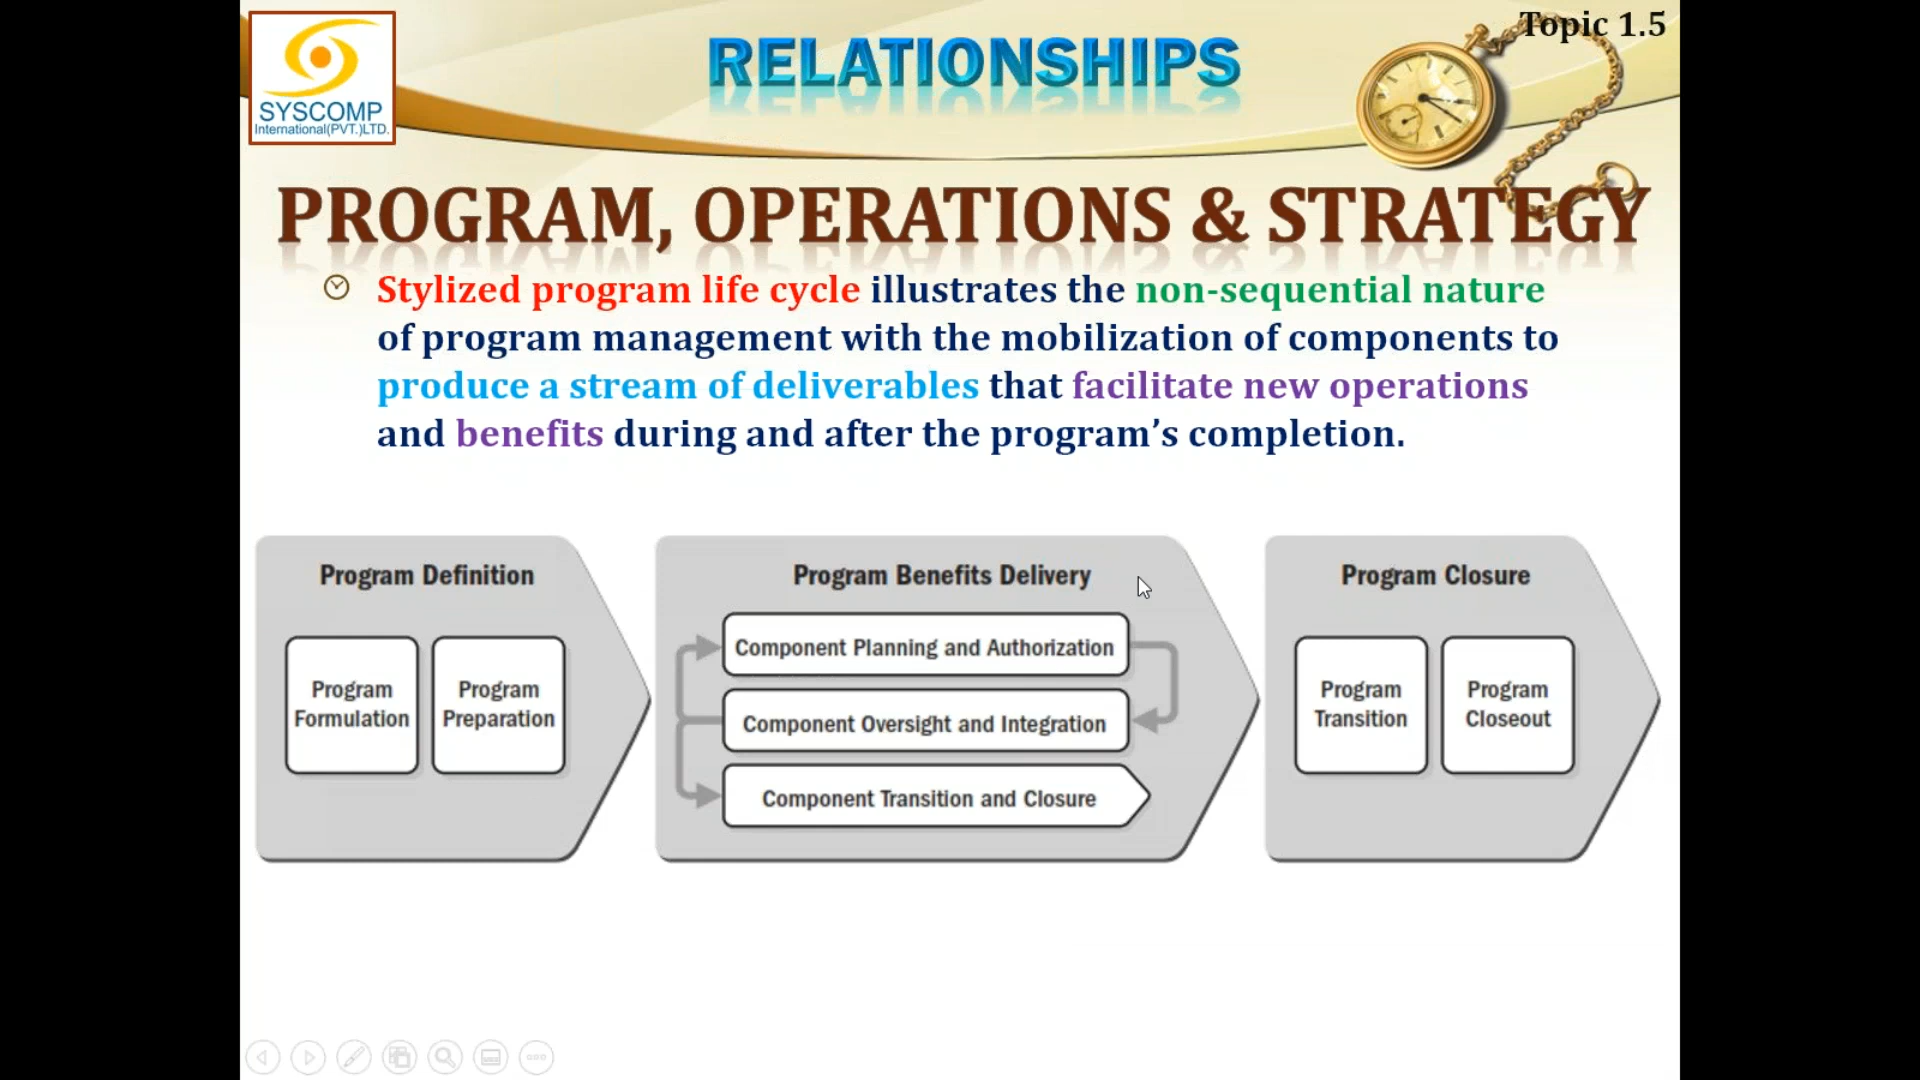 Topic 1.5
RELATIONSHIPS
SYSCOMP
International(PVT.)LTD.
PROGRAM, OPERATIONS & STRATEGY
Stylized program life cycle illustrates the non-sequential nature
of program management with the mobilization of components to
produce a stream of deliverables that facilitate new operations
and benefits during and after the program’s completion.
Program Definition
Program
Formulation
Program
Preparation
Program Benefits Delivery
Component Planning and Authorization
Component Oversight and Integration
Component Transition and Closure
Program Closure
Program
Transition
Program
Closeout